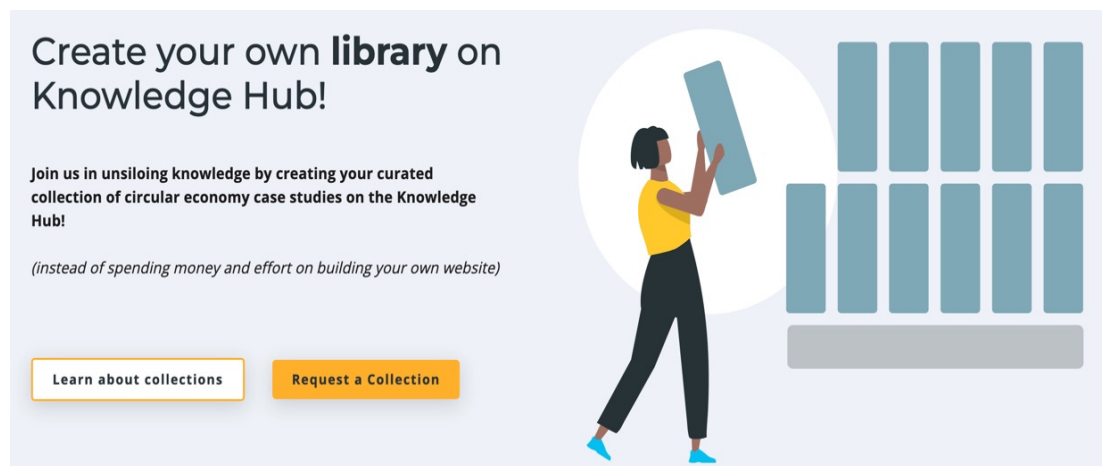 Create your own library on
Knowledge Hub!
Join us in unsiloing knowledge by creating your curated
collection of circular economy case studies on the Knowledge
Hub!
(instead of spending money and effort on building your own website)
Learn about collections
Request a Collection